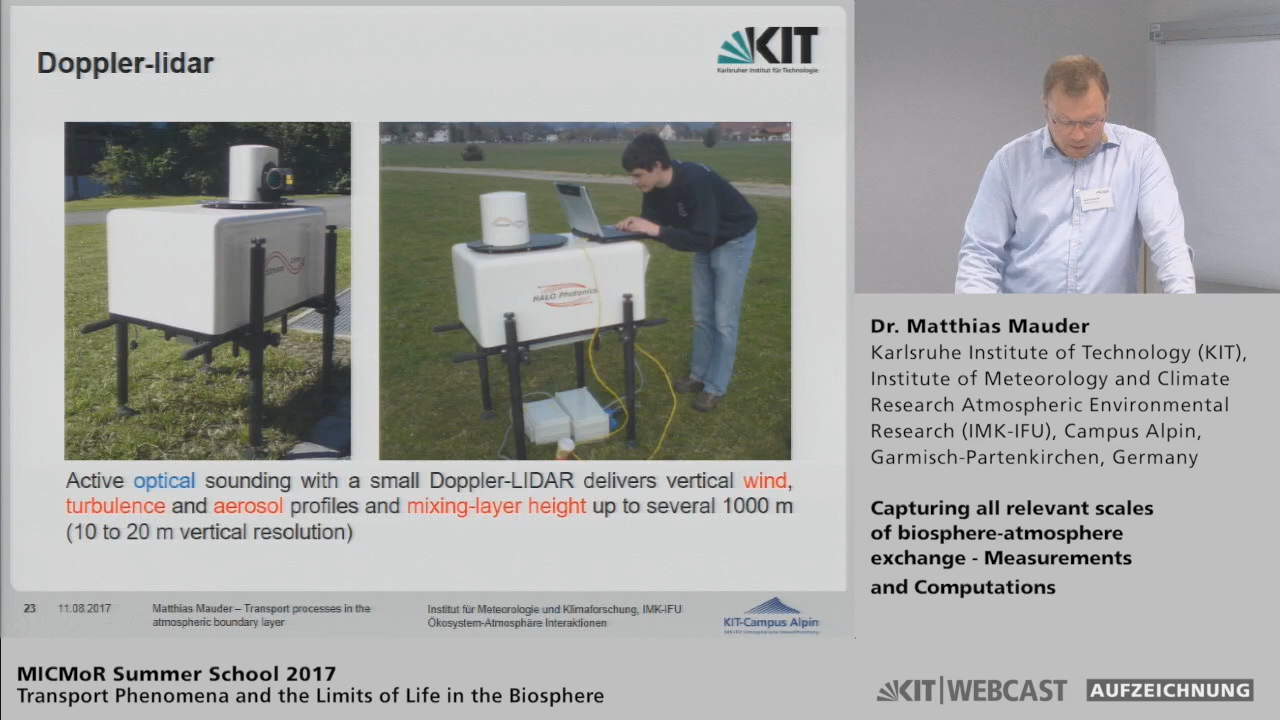 Doppler-lidar
KIT
Karlsruher Institut für Technologie
HALO Photonics
Active optical sounding with a small Doppler-LIDAR delivers vertical wind,
turbulence and aerosol profiles and mixing-layer height up to several 1000 m
(10 to 20 m vertical resolution)
23
11.08.2017
Matthias Mauder – Transport processes in the
atmospheric boundary layer
Institut für Meteorologie und Klimaforschung, IMK-IFU
Ökosystem-Atmosphäre Interaktionen
KIT-Campus Alpin
Dr. Matthias Mauder
Karlsruhe Institute of Technology (KIT),
Institute of Meteorology and Climate
Research Atmospheric Environmental
Research (IMK-IFU), Campus Alpin,
Garmisch-Partenkirchen, Germany
Capturing all relevant scales
of biosphere-atmosphere
exchange - Measurements
and Computations
MICMoR Summer School 2017
Transport Phenomena and the Limits of Life in the Biosphere
KIT|WEBCAST
AUFZEICHNUNG